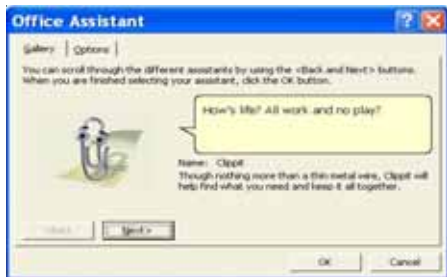 Office Assistant
Gallery
Options
You can scroll through the different assistants by using the <Back and Next> buttons.
When you are finished selecting your assistant, click the OK button.
How's life? All work and no play?
Name: Clippit
Though nothing more than a thin metal wire, Clippit will
help find what you need and keep it all together.
<Back
Next>
OK
Cancel